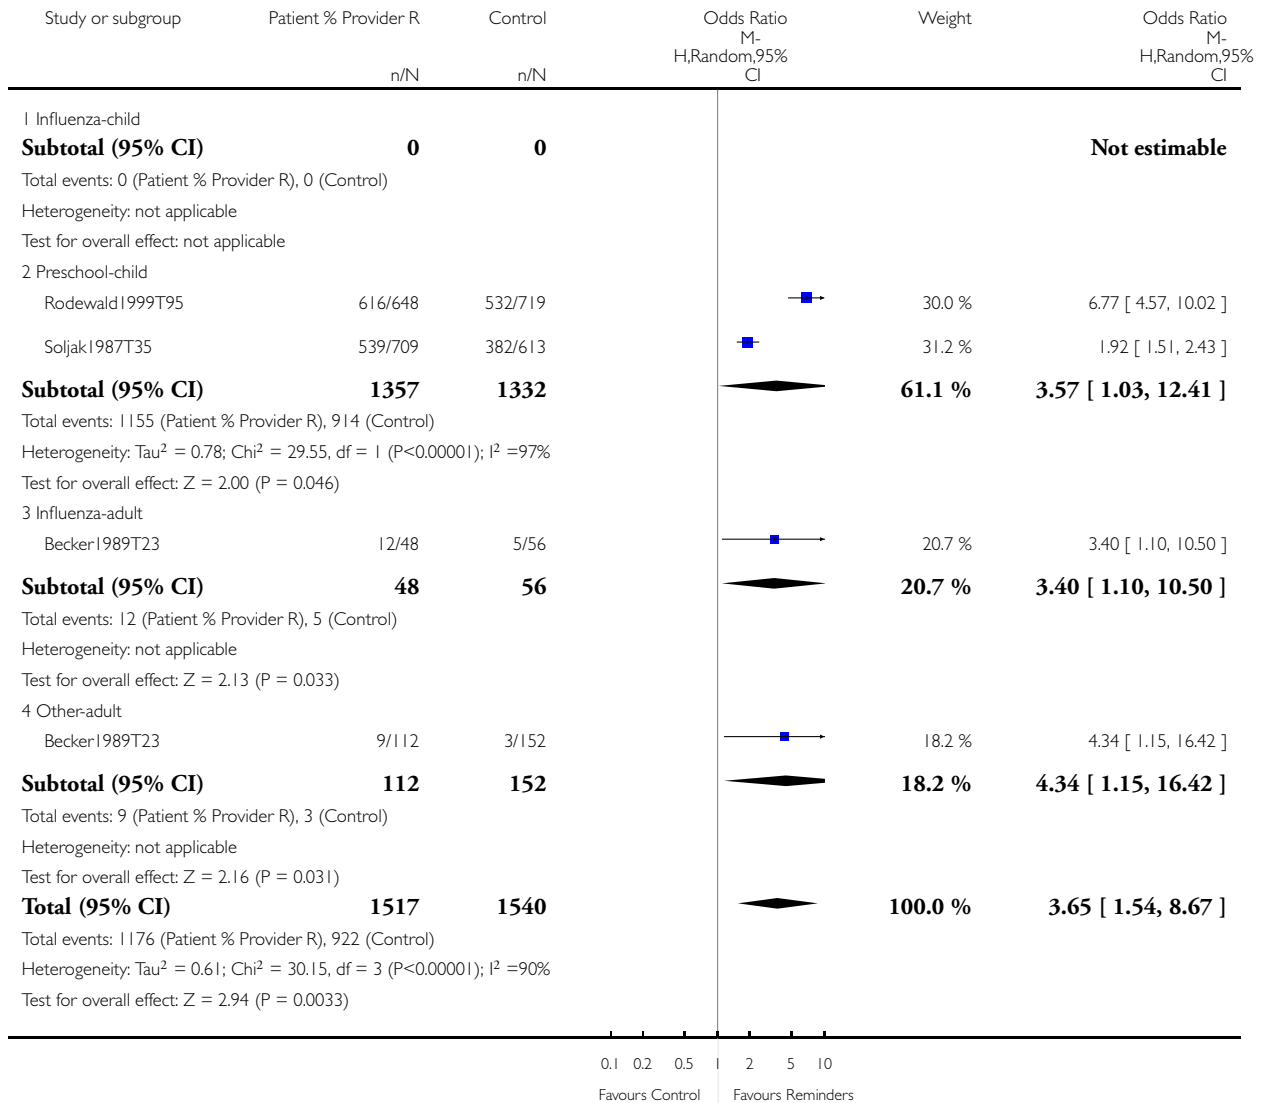 Study or subgroup Patient % Provider R Control Odds Ratio Weight Odds Ratio
M- M-
H,Random,95% H,Random,95%
n/N n/N CI CI
1 Influenza-child
Subtotal (95% CI) 0 0 Not estimable
Total events: 0 (Patient % Provider R), 0 (Control)
Heterogeneity: not applicable
Test for overall effect: not applicable
2 Preschool-child
Rodewald1999T95 616/648 532/719 30.0 % 6.77 [ 4.57, 10.02 ]
Soljak1987T35 539/709 382/613 31.2 % 1.92 [ 1.51, 2.43 ]
Subtotal (95% CI) 1357 1332 61.1 % 3.57 [ 1.03, 12.41 ]
Total events: 1155 (Patient % Provider R), 914 (Control)
Heterogeneity: Tau² = 0.78; Chi² = 29.55, df = 1 (P<0.00001); I² =97%
Test for overall effect: Z = 2.00 (P = 0.046)
3 Influenza-adult
Becker1989T23 12/48 5/56 20.7 % 3.40 [ 1.10, 10.50 ]
Subtotal (95% CI) 48 56 20.7 % 3.40 [ 1.10, 10.50 ]
Total events: 12 (Patient % Provider R), 5 (Control)
Heterogeneity: not applicable
Test for overall effect: Z = 2.13 (P = 0.033)
4 Other-adult
Becker1989T23 9/112 3/152 18.2 % 4.34 [ 1.15, 16.42 ]
Subtotal (95% CI) 112 152 18.2 % 4.34 [ 1.15, 16.42 ]
Total events: 9 (Patient % Provider R), 3 (Control)
Heterogeneity: not applicable
Test for overall effect: Z = 2.16 (P = 0.031)
Total (95% CI) 1517 1540 100.0 % 3.65 [ 1.54, 8.67 ]
Total events: 1176 (Patient % Provider R), 922 (Control)
Heterogeneity: Tau² = 0.61; Chi² = 30.15, df = 3 (P<0.00001); I² =90%
Test for overall effect: Z = 2.94 (P = 0.0033)
0.1 0.2 0.5 1 2 5 10
Favours Control Favours Reminders